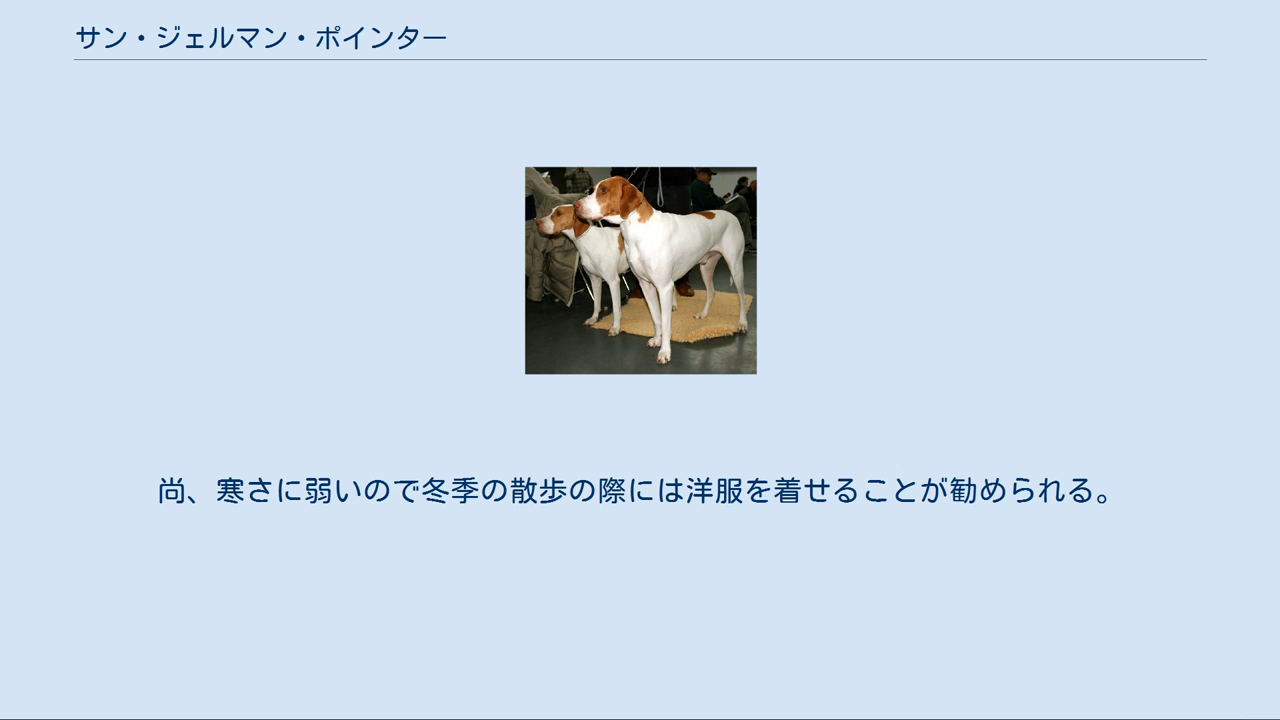 サン・ジェルマン・ポインター
尚、寒さに弱いので冬季の散歩の際には洋服を着せることが勧められる。